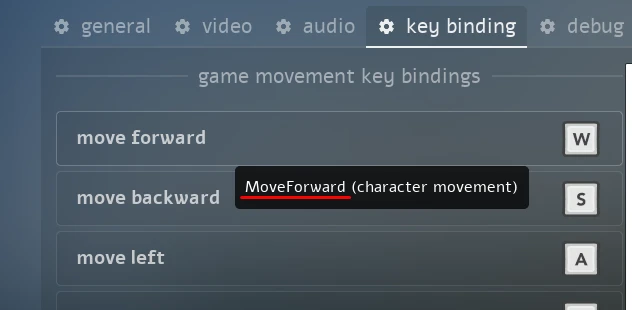 general video audio key binding debug
game movement key bindings
move forward W
MoveForward (character movement)
move backward S
move left A